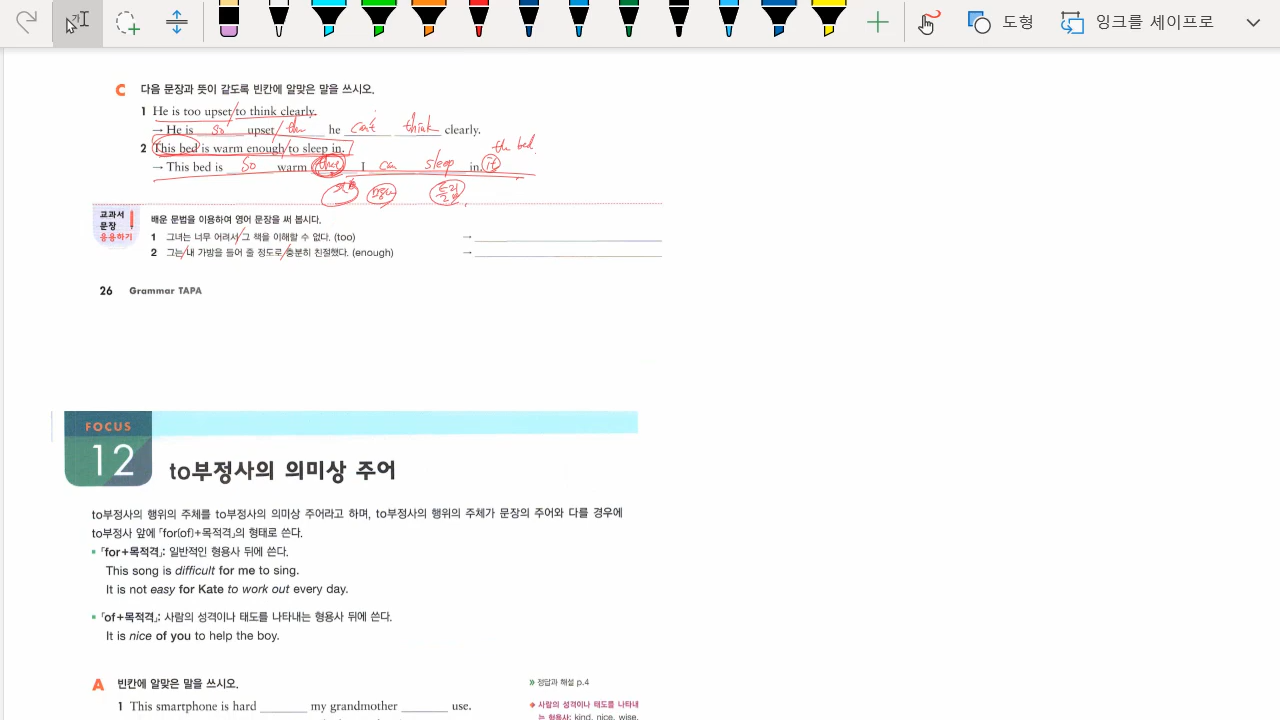 가
도형
잉크를 셰이프로
C 다음 문장과 뜻이 같도록 빈칸에 알맞은 말을 쓰시오.
1 He is too upset/to think clearly.
→ He is so upset/ he can't think clearly.
the bed.
2 This bed is warm enough/to sleep in.
→ This bed is So warm that I can sleep in. it
교과서
문장
응용하기
배운 문법을 이용하여 영어 문장을 써 봅시다.
1 그녀는 너무 어려서/그 책을 이해할 수 없다. (too) →
2 그는/내 가방을 들어 줄 정도로/충분히 친절했다. (enough) →
26 Grammar TAPA
FOCUS
12
to부정사의 의미상 주어
to부정사의 행위의 주체를 to부정사의 의미상 주어라고 하며, to부정사의 행위의 주체가 문장의 주어와 다를 경우에
to부정사 앞에 「for(of)+목적격」의 형태로 쓴다.
▪ 「for+목적격」: 일반적인 형용사 뒤에 쓴다.
This song is difficult for me to sing.
It is not easy for Kate to work out every day.
▪ 「of+목적격」: 사람의 성격이나 태도를 나타내는 형용사 뒤에 쓴다.
It is nice of you to help the boy.
A 빈칸에 알맞은 말을 쓰시오.
» 정답과 해설 p.4
1 This smartphone is hard ________ my grandmother ________ use.
◆ 사람의 성격이나 태도를 나타내
는 형용사: kind, nice, wise,